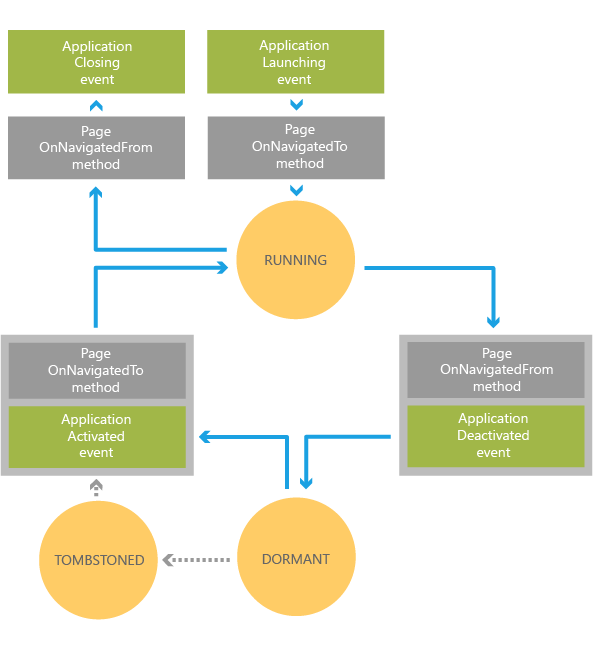 Application
Closing
event
Application
Launching
event
Page
OnNavigatedFrom
method
Page
OnNavigatedTo
method
RUNNING
Page
OnNavigatedTo
method
Application
Activated
event
Page
OnNavigatedFrom
method
Application
Deactivated
event
TOMBSTONED
DORMANT